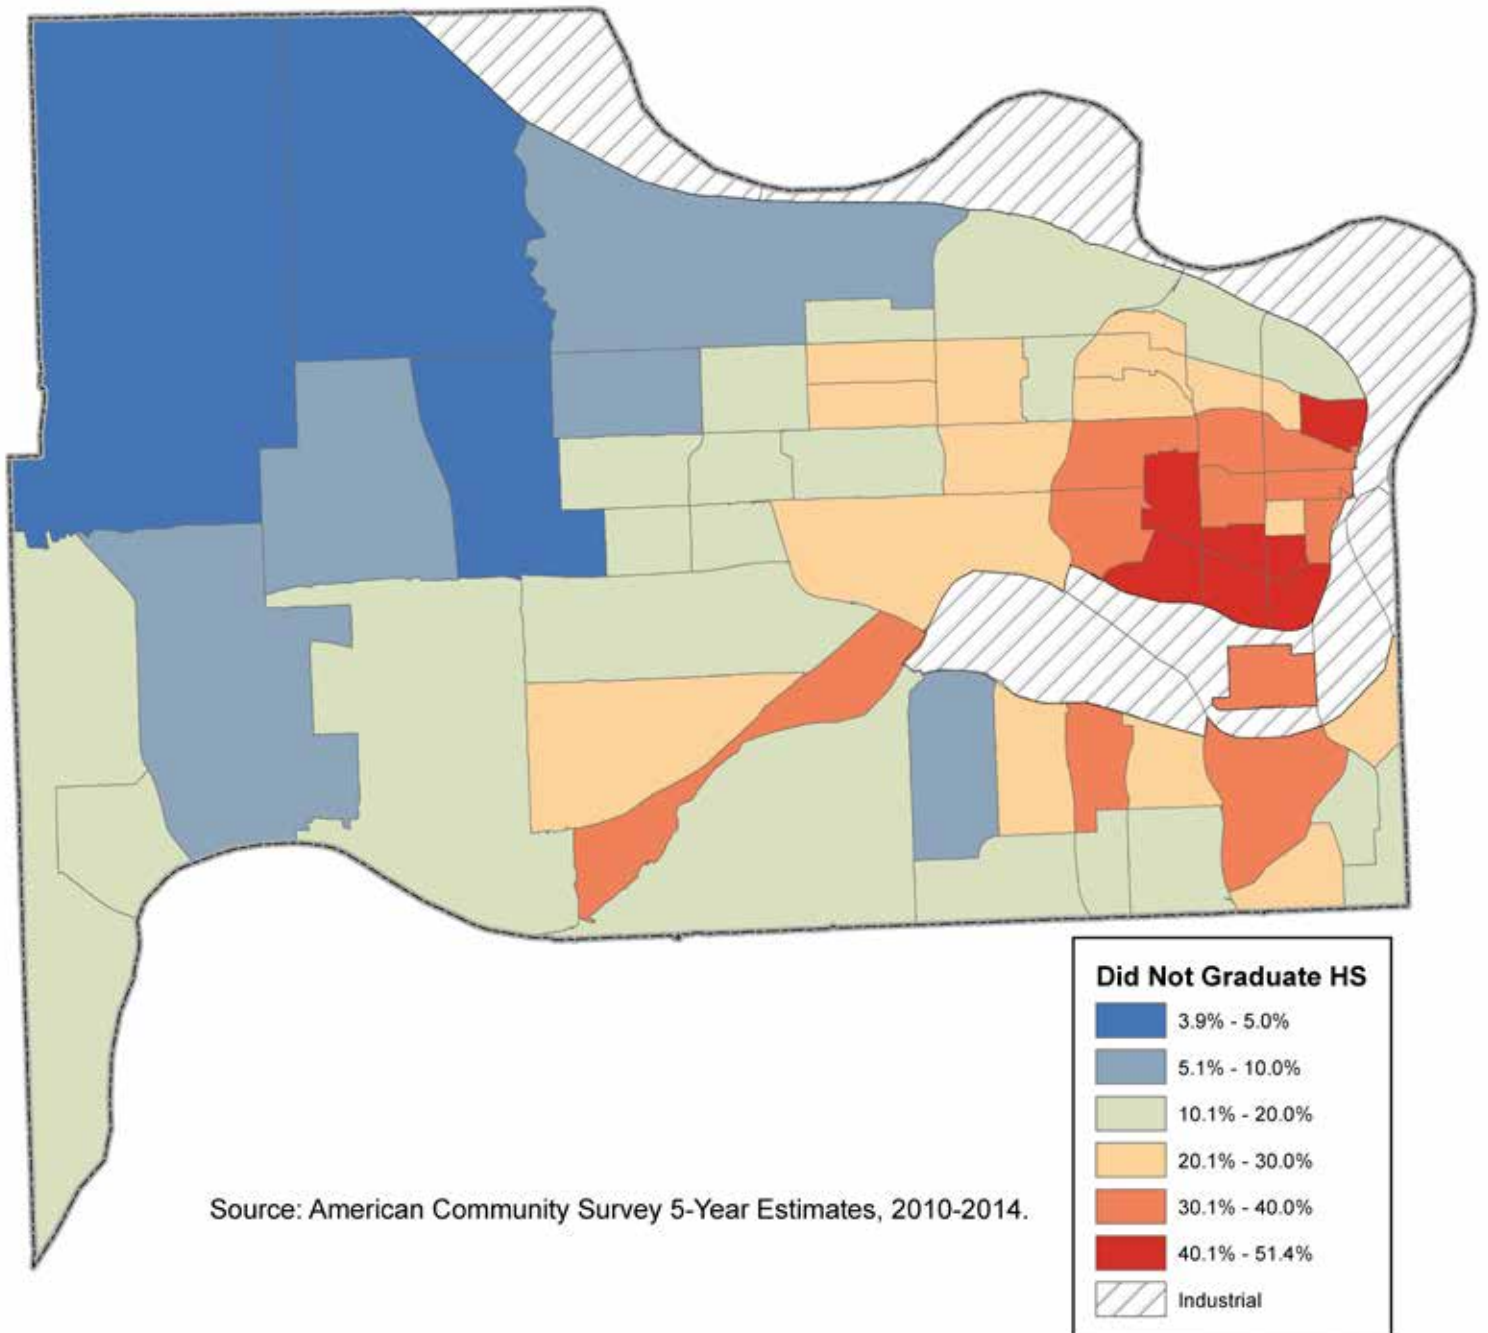 Did Not Graduate HS
3.9% - 5.0%
5.1% - 10.0%
10.1% - 20.0%
20.1% - 30.0%
30.1% - 40.0%
40.1% - 51.4%
Industrial
Source: American Community Survey 5-Year Estimates, 2010-2014.